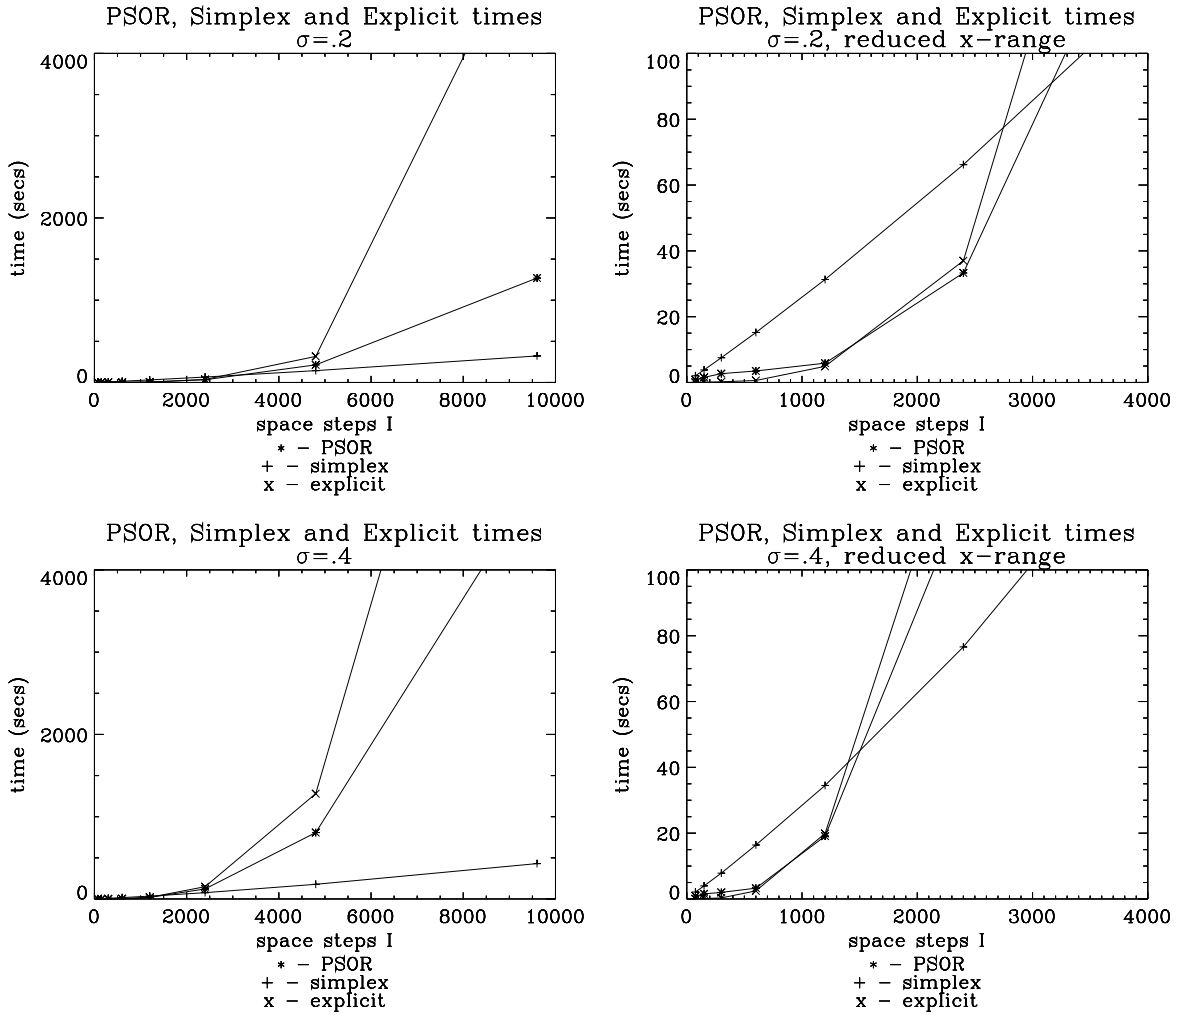 PSOR, Simplex and Explicit times
σ=.2
4000
2000
0
time (secs)
0 2000 4000 6000 8000 10000
space steps I
* – PSOR
+ – simplex
x – explicit
PSOR, Simplex and Explicit times
σ=.2, reduced x–range
100
80
60
40
20
0
time (secs)
0 1000 2000 3000 4000
space steps I
* – PSOR
+ – simplex
x – explicit
PSOR, Simplex and Explicit times
σ=.4
4000
2000
0
time (secs)
0 2000 4000 6000 8000 10000
space steps I
* – PSOR
+ – simplex
x – explicit
PSOR, Simplex and Explicit times
σ=.4, reduced x–range
100
80
60
40
20
0
time (secs)
0 1000 2000 3000 4000
space steps I
* – PSOR
+ – simplex
x – explicit